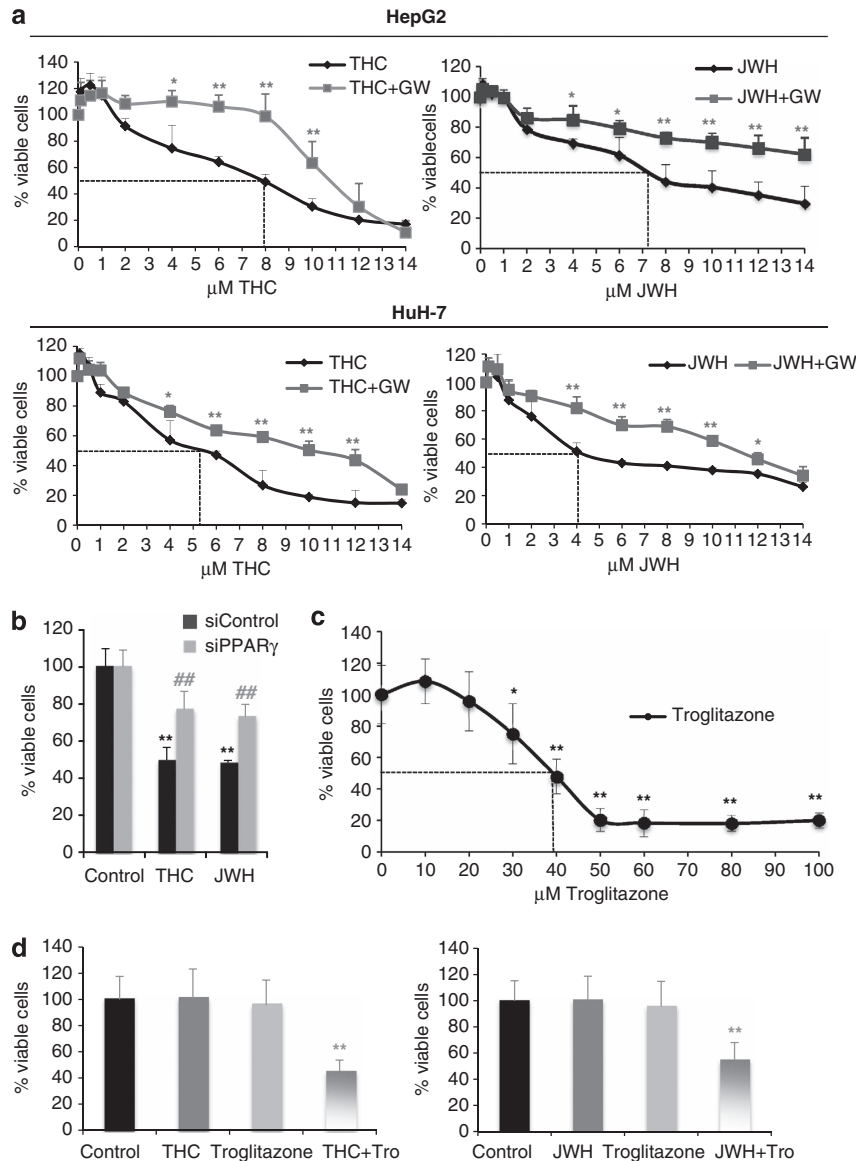 a
HepG2
140
120
100
80
60
40
20
0
% viable cells
THC
THC+GW
* ** ** **
0 1 2 3 4 5 6 7 8 9 10 11 12 13 14
μM THC
120
100
80
60
40
20
0
% viablecells
JWH
JWH+GW
* * ** ** ** **
0 1 2 3 4 5 6 7 8 9 10 11 12 13 14
μM JWH
HuH-7
120
100
80
60
40
20
0
% viable cells
THC
THC+GW
* ** ** ** **
0 1 2 3 4 5 6 7 8 9 10 11 12 13 14
μM THC
120
100
80
60
40
20
0
% viable cells
JWH JWH+GW
** ** ** ** *
0 1 2 3 4 5 6 7 8 9 10 11 12 13 14
μM JWH
b
siControl
siPPARγ
120
100
80
60
40
20
0
% viable cells
** ## ** ##
Control THC JWH
c
140
120
100
80
60
40
20
0
% viable cells
Troglitazone
* ** ** ** ** **
0 10 20 30 40 50 60 70 80 90 100
μM Troglitazone
d
140
120
100
80
60
40
20
0
% viable cells
**
Control THC Troglitazone THC+Tro
140
120
100
80
60
40
20
0
% viable cells
**
Control JWH Troglitazone JWH+Tro